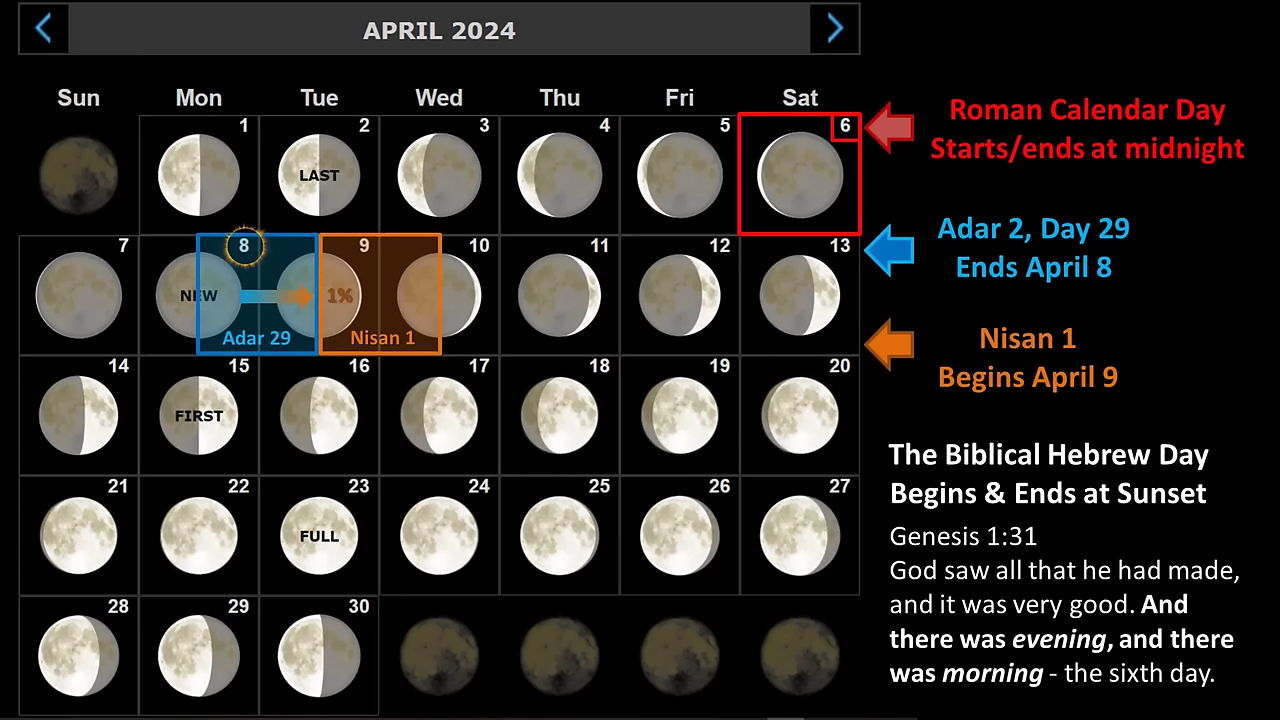 APRIL 2024
Sun Mon Tue Wed Thu Fri Sat
1 2 3 4 5 6
LAST
7 8 9 10 11 12 13
NEW 1%
Adar 29 Nisan 1
14 15 16 17 18 19 20
FIRST
21 22 23 24 25 26 27
FULL
28 29 30
Roman Calendar Day
Starts/ends at midnight
Adar 2, Day 29
Ends April 8
Nisan 1
Begins April 9
The Biblical Hebrew Day
Begins & Ends at Sunset
Genesis 1:31
God saw all that he had made,
and it was very good. And
there was evening, and there
was morning - the sixth day.